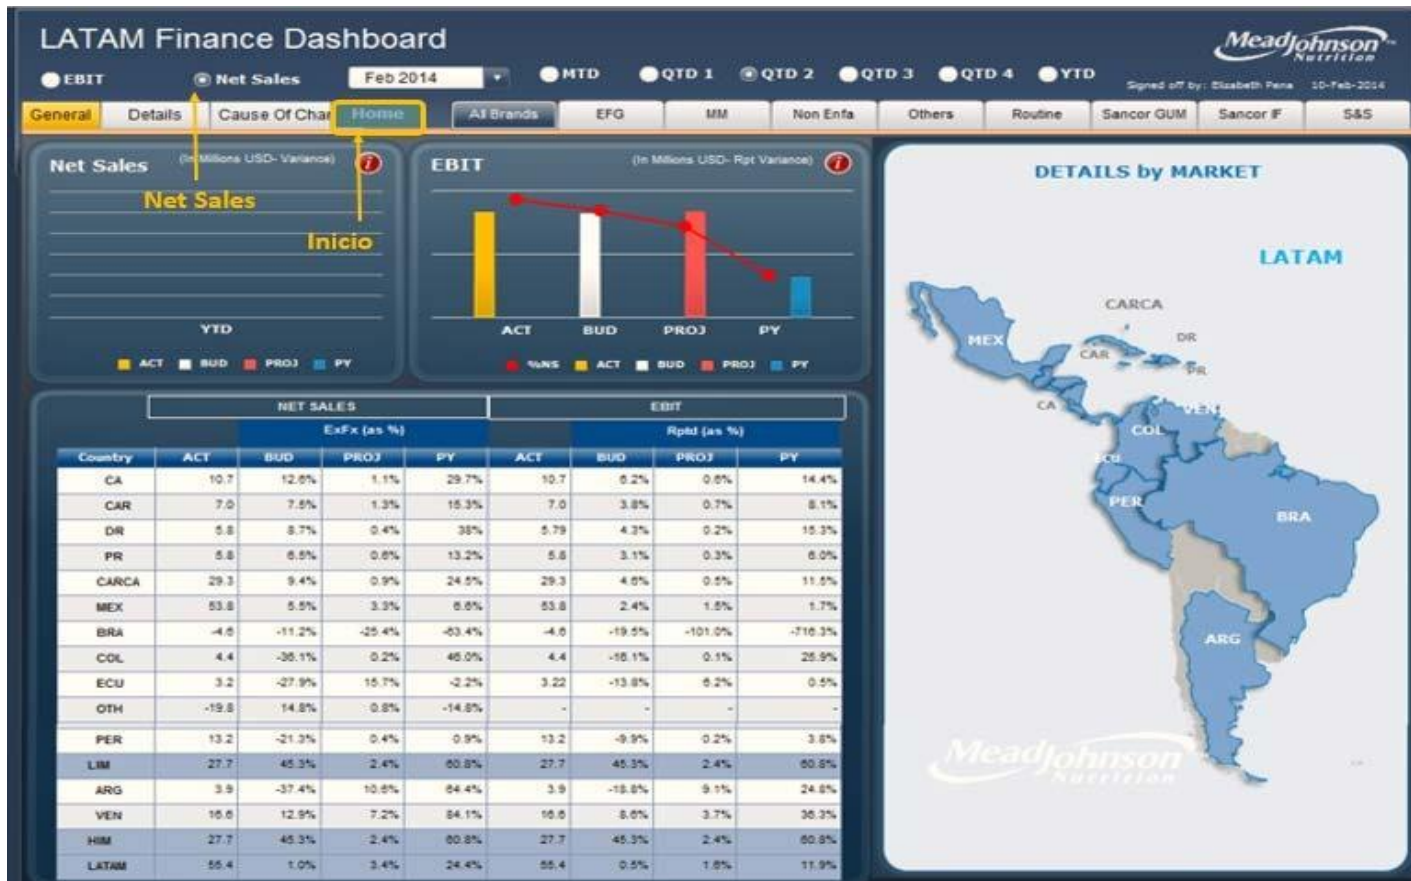 LATAM Finance Dashboard
MeadJohnson
Nutrition
EBIT Net Sales Feb 2014 MTD QTD 1 QTD 2 QTD 3 QTD 4 YTD
Signed off by: Elizabeth Pena 10-Feb-2014
General Details Cause Of Char Home All Brands EFG MM Non Enfa Others Routine Sancor GUM Sancor IF S&S
Net Sales (In Millions USD- Variance)
Net Sales
Inicio
YTD
ACT BUD PROJ PY
EBIT (In Millions USD- Rpt Variance)
ACT BUD PROJ PY
%NS ACT BUD PROJ PY
DETAILS by MARKET
LATAM
CARCA
MEX
DR
CAR
PR
CA
VEN
COL
ECU
PER
BRA
ARG
MeadJohnson
Nutrition
NET SALES EBIT
ExFx (as %) Rptd (as %)
Country ACT BUD PROJ PY ACT BUD PROJ PY
CA 10.7 12.6% 1.1% 29.7% 10.7 6.2% 0.6% 14.4%
CAR 7.0 7.5% 1.3% 15.3% 7.0 3.8% 0.7% 8.1%
DR 5.8 8.7% 0.4% 38% 5.79 4.3% 0.2% 15.3%
PR 5.8 6.5% 0.6% 13.2% 5.8 3.1% 0.3% 6.0%
CARCA 29.3 9.4% 0.9% 24.5% 29.3 4.6% 0.5% 11.5%
MEX 53.8 5.5% 3.3% 6.6% 53.8 2.4% 1.5% 1.7%
BRA -4.6 -11.2% -25.4% -63.4% -4.6 -19.5% -101.0% -716.3%
COL 4.4 -36.1% 0.2% 46.0% 4.4 -16.1% 0.1% 25.9%
ECU 3.2 -27.9% 15.7% -2.2% 3.22 -13.8% 6.2% 0.5%
OTH -19.8 14.8% 0.8% -14.8% - - - -
PER 13.2 -21.3% 0.4% 0.9% 13.2 -9.9% 0.2% 3.8%
LIM 27.7 45.3% 2.4% 60.8% 27.7 45.3% 2.4% 60.8%
ARG 3.9 -37.4% 10.6% 64.4% 3.9 -18.8% 9.1% 24.8%
VEN 16.6 12.9% 7.2% 84.1% 16.6 8.6% 3.7% 36.3%
HIM 27.7 45.3% 2.4% 60.8% 27.7 45.3% 2.4% 60.8%
LATAM 55.4 1.0% 3.4% 24.4% 55.4 0.5% 1.6% 11.9%